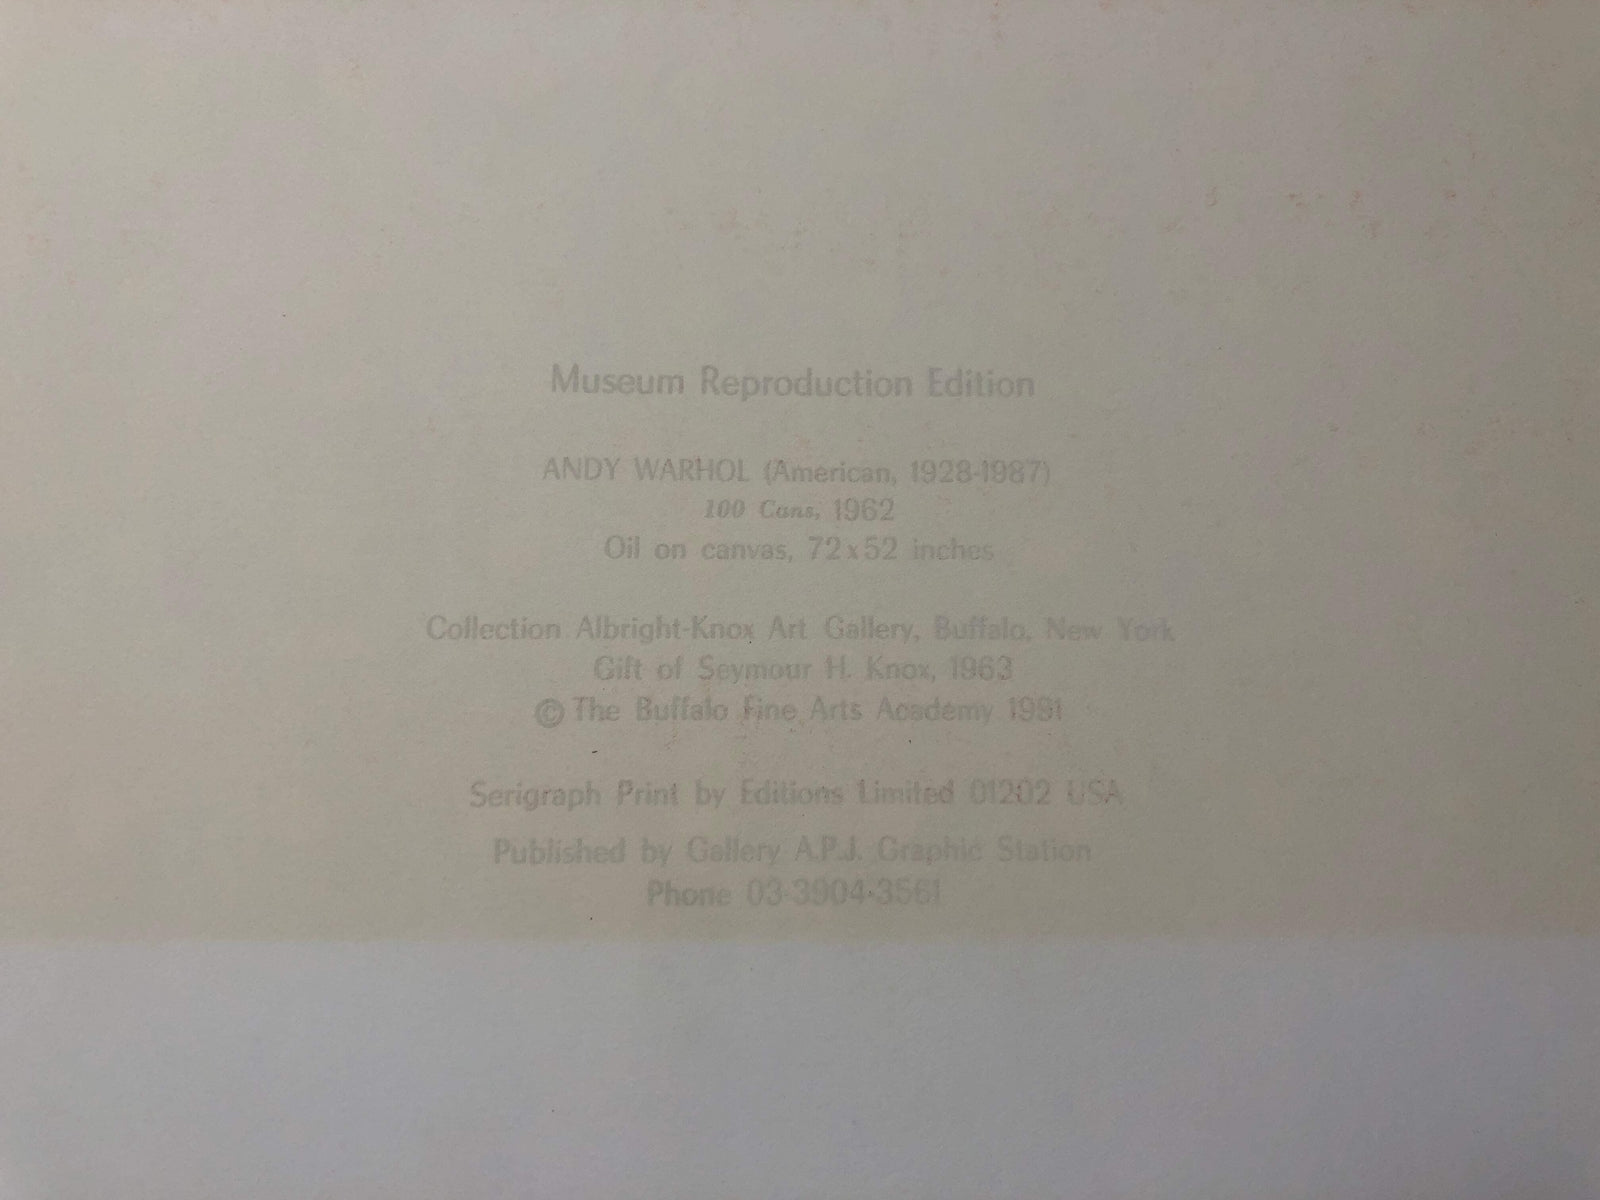 Museum Reproduction Edition
ANDY WARHOL (American, 1928-1987)
100 Cans, 1962
Oil on canvas, 72x52 inches
Collection Albright-Knox Art Gallery, Buffalo, New York
Gift of Seymour H. Knox, 1963
© The Buffalo Fine Arts Academy 1991
Serigraph Print by Editions Limited 01202 USA
Published by Gallery A.P.J. Graphic Station
Phone 03-3904-3561